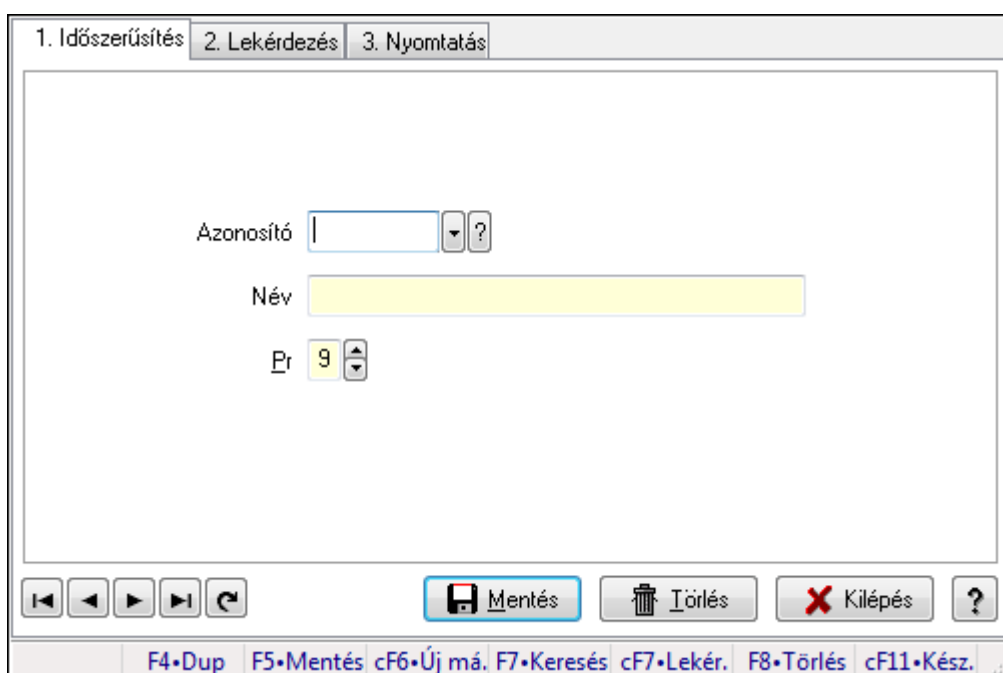 1. Időszerűsítés 2. Lekérdezés 3. Nyomtatás
Azonosító ?
Név
Pr 9
Mentés Törlés Kilépés ?
F4•Dup F5•Mentés cF6•Új má. F7•Keresés cF7•Lekér. F8•Törlés cF11•Kész.